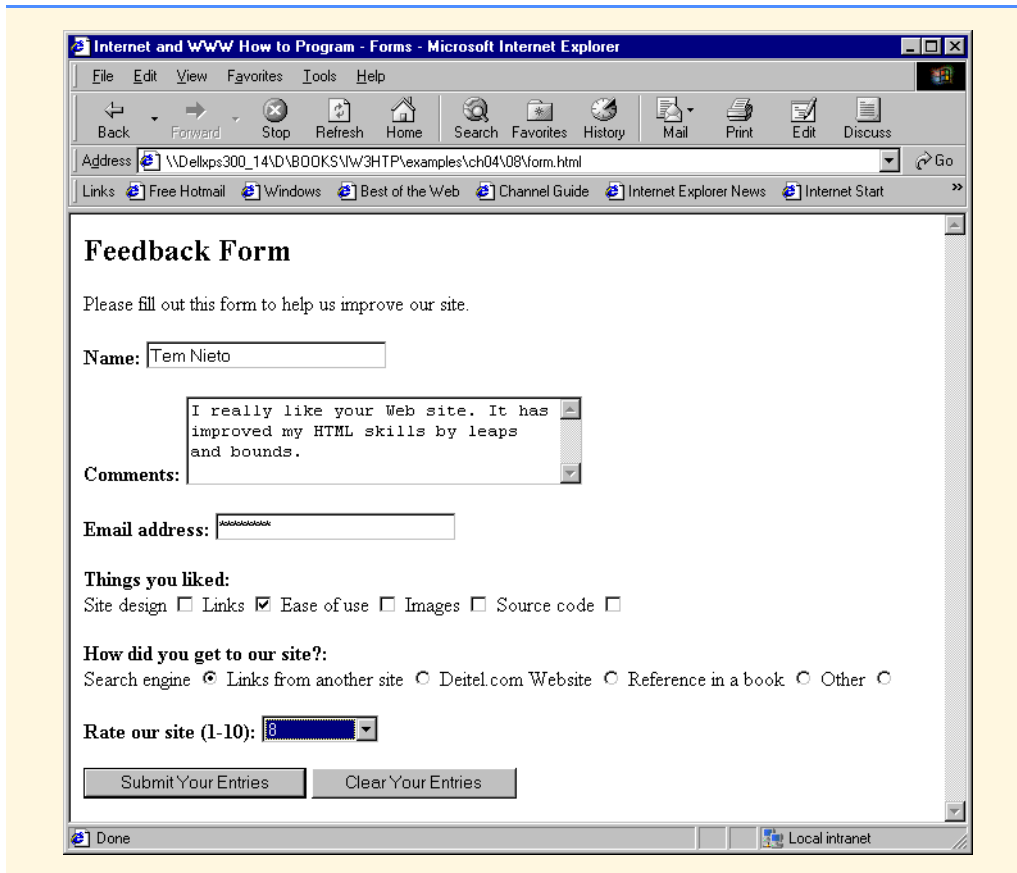 Internet and WWW How to Program - Forms - Microsoft Internet Explorer
File Edit View Favorites Tools Help
Back Forward Stop Refresh Home Search Favorites History Mail Print Edit Discuss
Address \\Dellxps300_14\D\BOOKS\IW3HTP\examples\ch04\08\form.html Go
Links Free Hotmail Windows Best of the Web Channel Guide Internet Explorer News Internet Start »
Feedback Form
Please fill out this form to help us improve our site.
Name: Tem Nieto
I really like your Web site. It has
improved my HTML skills by leaps
and bounds.
Comments:
Email address: *********
Things you liked:
Site design Links Ease of use Images Source code
How did you get to our site?:
Search engine Links from another site Deitel.com Website Reference in a book Other
Rate our site (1-10): 8
Submit Your Entries Clear Your Entries
Done Local intranet